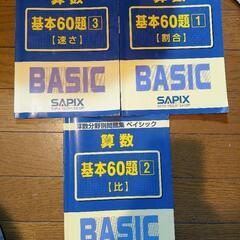 算数
基本60題 3
【速さ】
BASIC
SAPIX
算数
基本60題 1
【割合】
BASIC
SAPIX
算数分野別問題集 ベイシック
算数
基本60題 2
【比】
BASIC